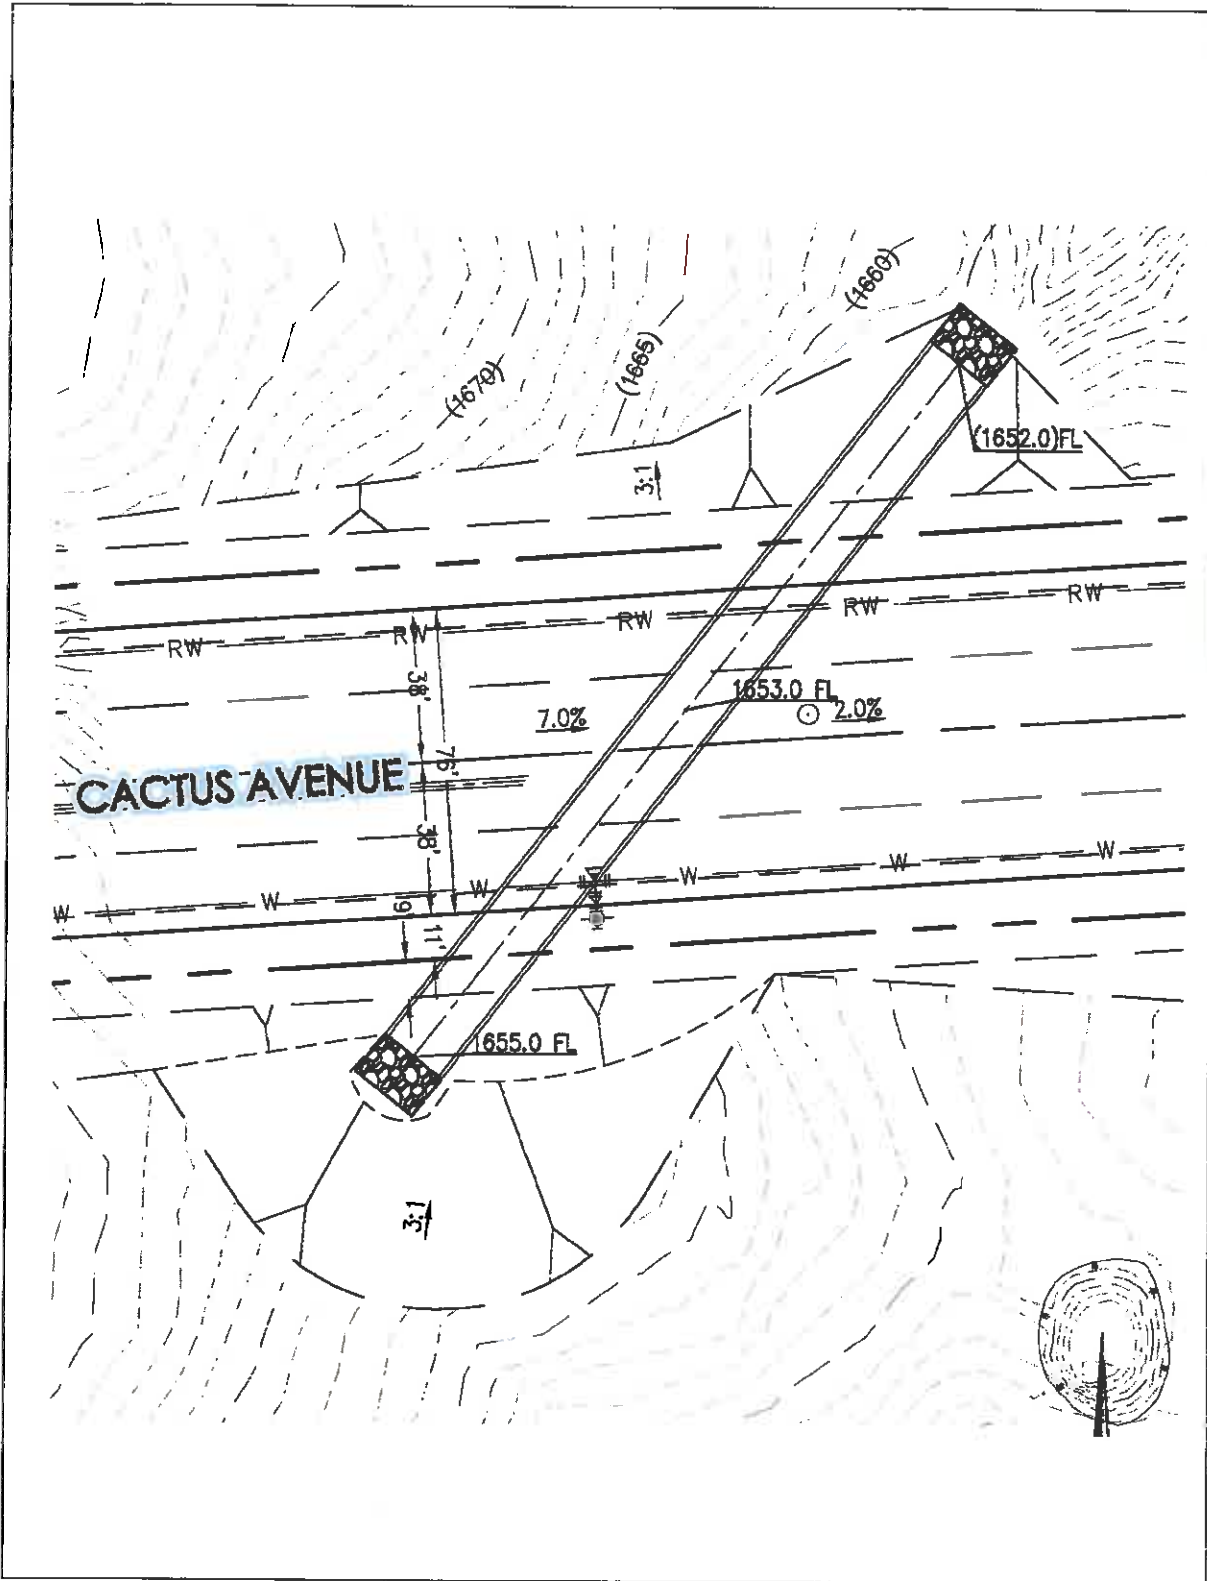 (1660)
(1665)
(1670)
(1652.0)FL
3:1
RW
RW
RW
RW
RW
38'
1653.0 FL
7.0%
2.0%
76'
CACTUS AVENUE
38'
W
W
W
W
W
W
9'
11'
1655.0 FL
3:1